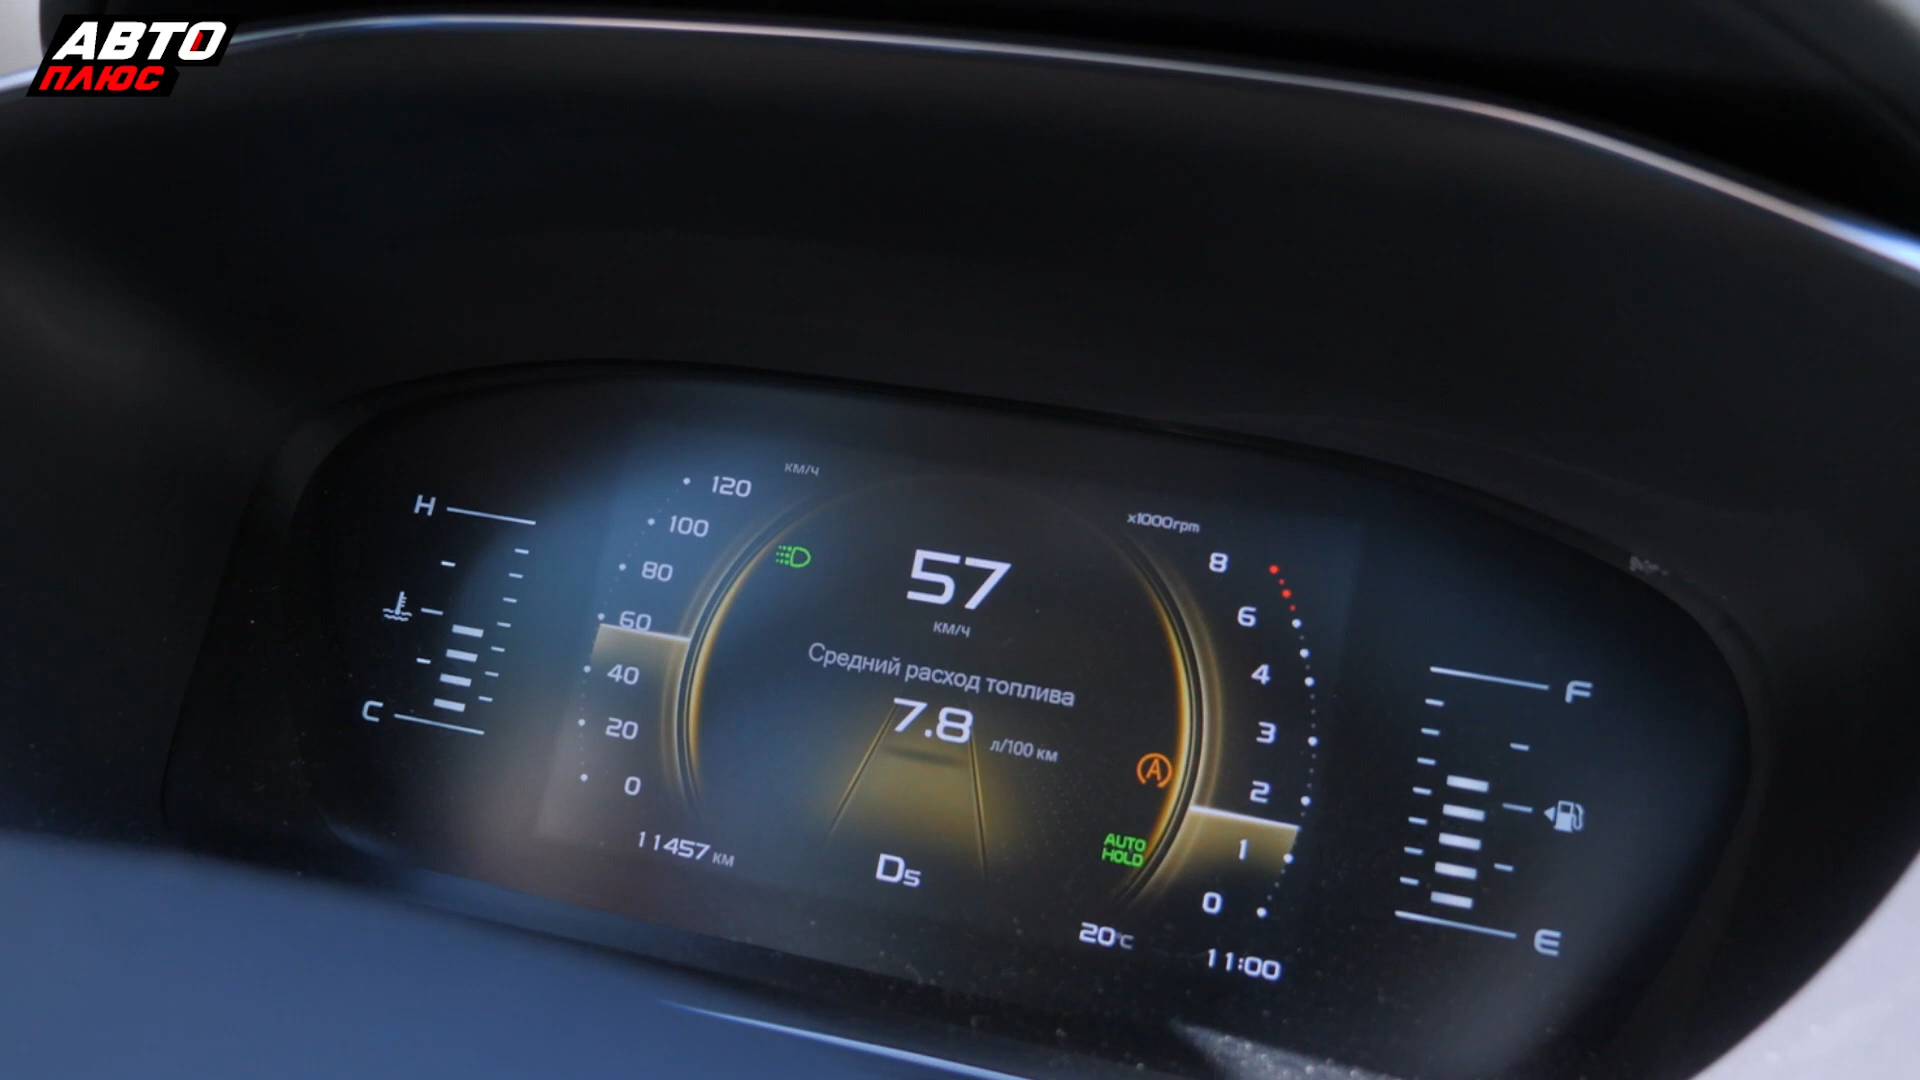 АВТО
ПЛЮС
км/ч
120
100
80
60
40
20
0
H
C
57
км/ч
Средний расход топлива
7.8 л/100 км
x1000rpm
8
6
4
3
2
1
0
A
AUTO
HOLD
F
E
11457 км
D5
20°C
11:00